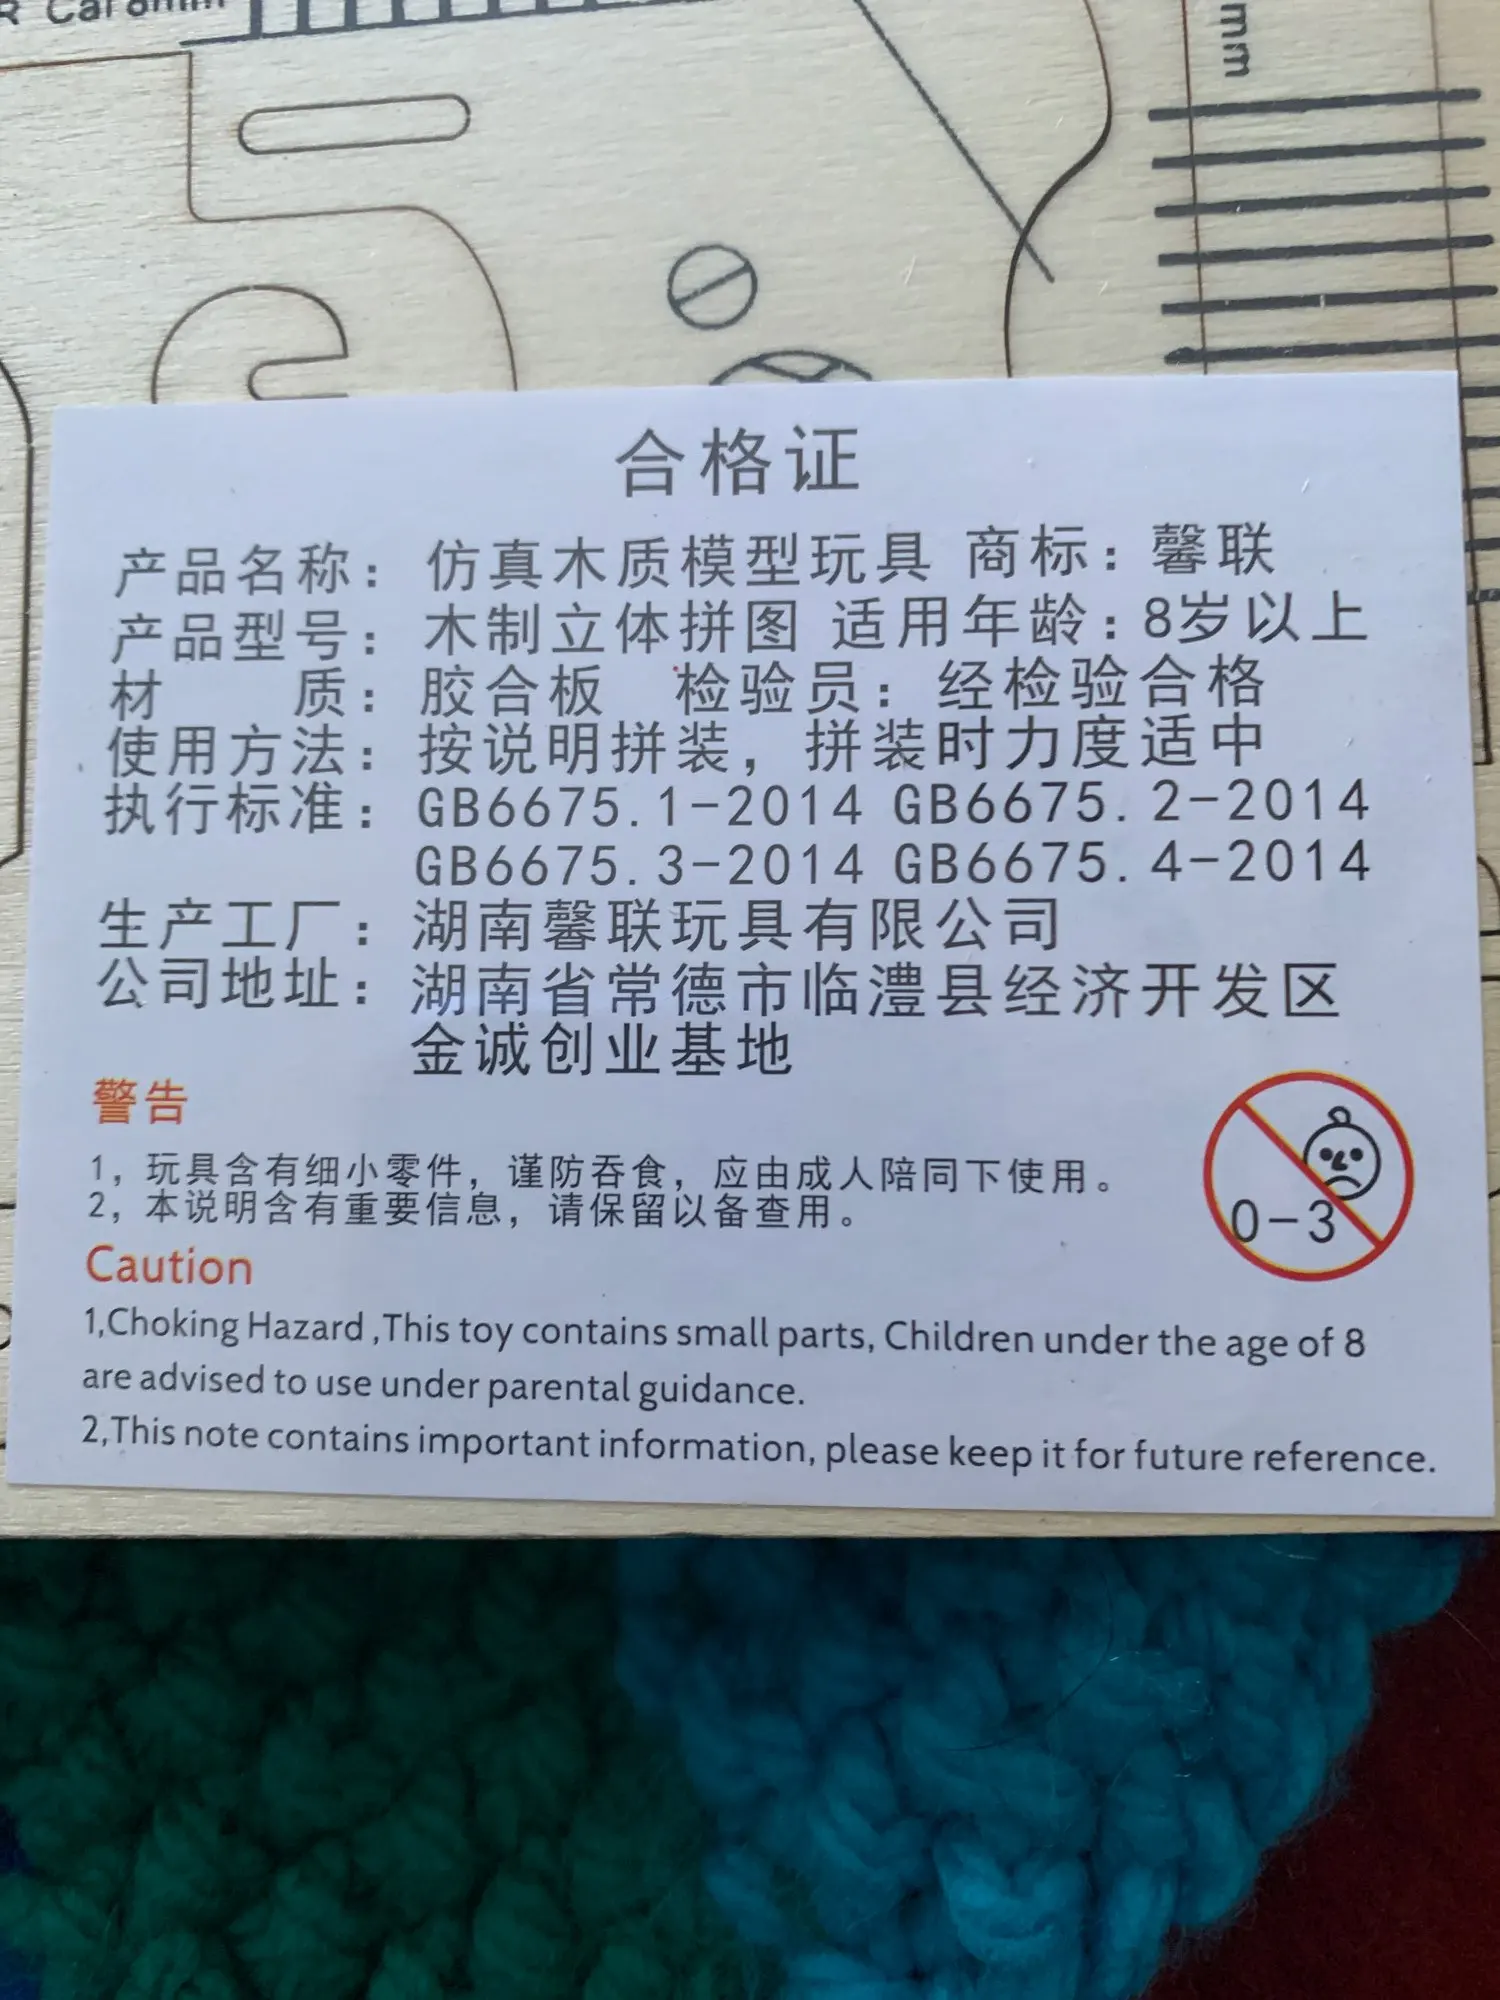 mm
合格证
产品名称：仿真木质模型玩具 商标：馨联
产品型号：木制立体拼图 适用年龄：8岁以上
材 质：胶合板 检验员：经检验合格
使用方法：按说明拼装，拼装时力度适中
执行标准：GB6675.1-2014 GB6675.2-2014
GB6675.3-2014 GB6675.4-2014
生产工厂：湖南馨联玩具有限公司
公司地址：湖南省常德市临澧县经济开发区
金诚创业基地
警告
1，玩具含有细小零件，谨防吞食，应由成人陪同下使用。
2，本说明含有重要信息，请保留以备查用。
0-3
Caution
1,Choking Hazard ,This toy contains small parts, Children under the age of 8
are advised to use under parental guidance.
2,This note contains important information, please keep it for future reference.